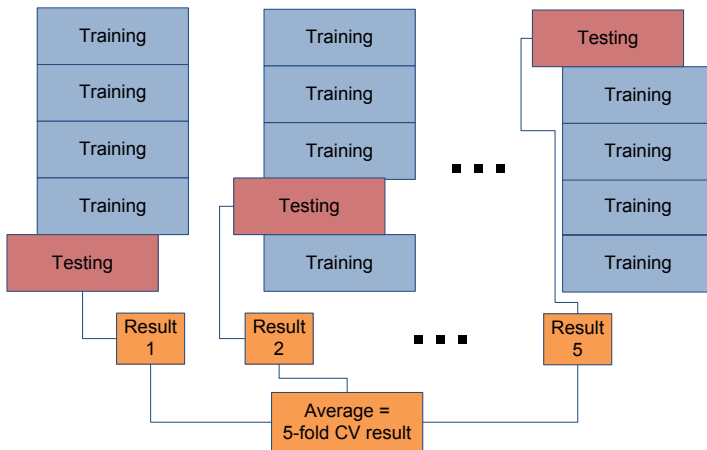 Training
Training
Training
Training
Testing
Result
1
Training
Training
Training
Testing
Training
Result
2
Testing
Training
Training
Training
Training
Result
5
Average =
5-fold CV result